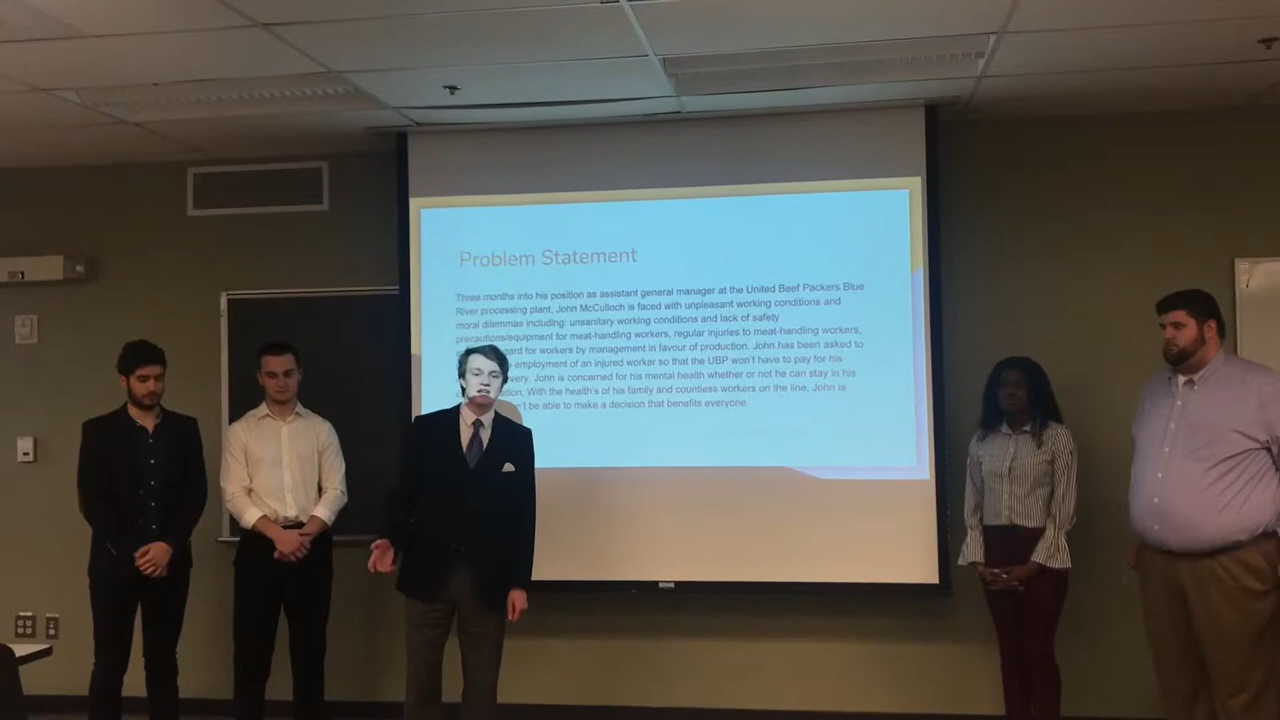 Problem Statement
Three months into his position as assistant general manager at the United Beef Packers Blue
River processing plant, John McCulloch is faced with unpleasant working conditions and
moral dilemmas including: unsanitary working conditions and lack of safety
precautions/equipment for meat-handling workers, regular injuries to meat-handling workers,
for workers by management in favour of production. John has been asked to
employment of an injured worker so that the UBP won't have to pay for his
John is concerned for his mental health whether or not he can stay in his
With the health's of his family and countless workers on the line, John is
be able to make a decision that benefits everyone.